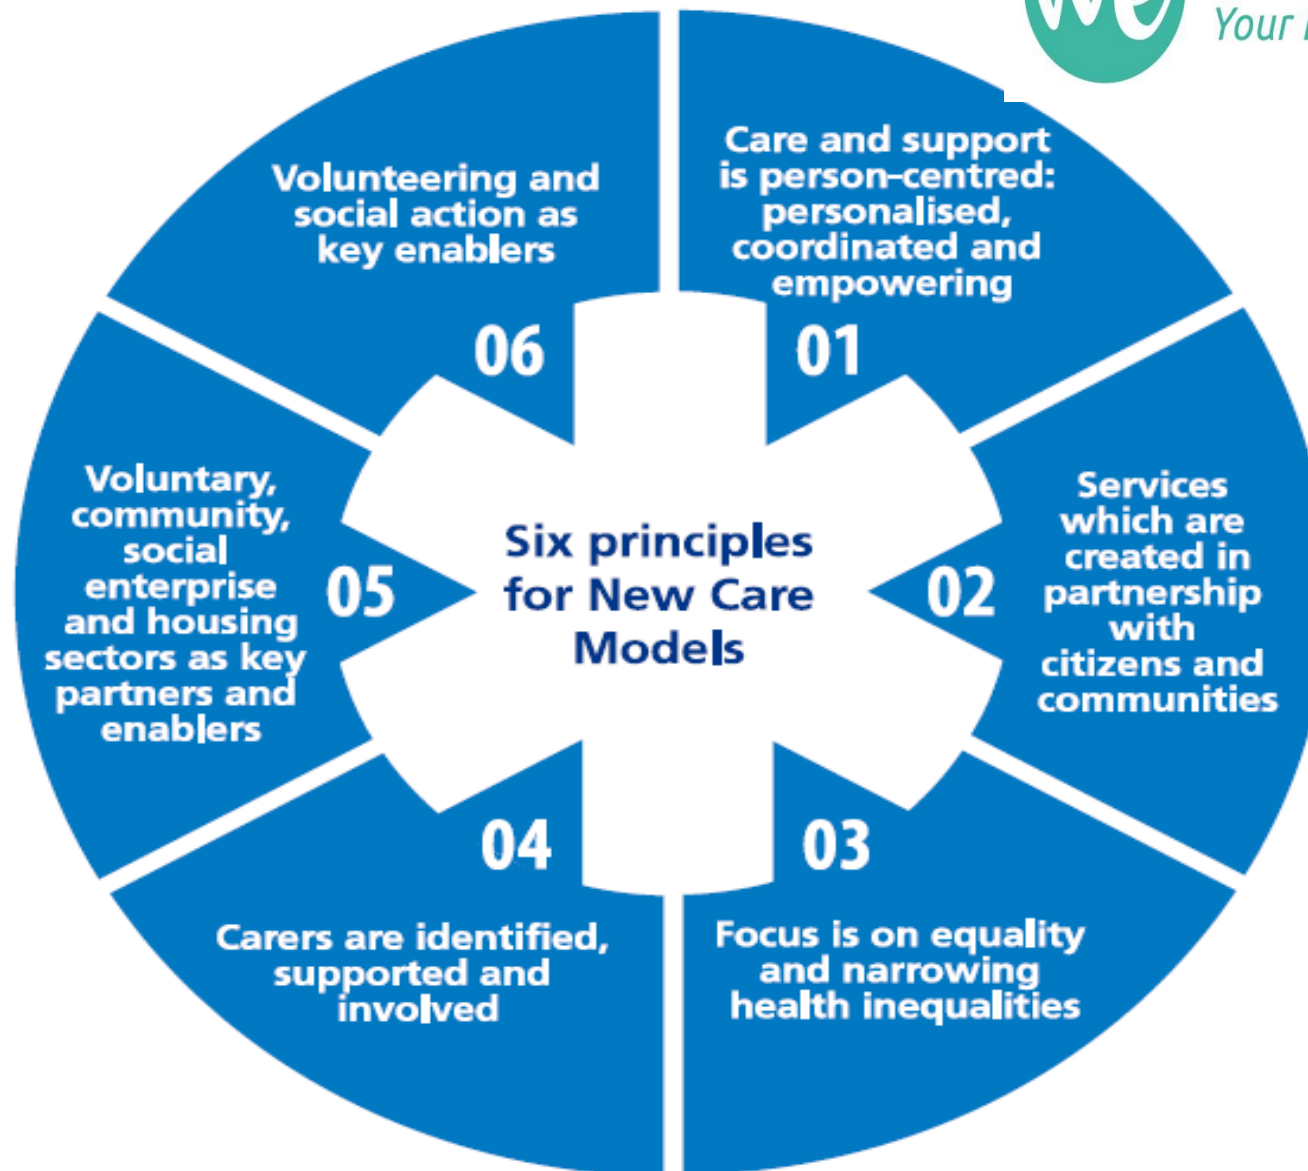 we
Your
Care and support
is person-centred:
personalised,
coordinated and
empowering
01
Services
which are
created in
partnership
with
citizens and
communities
02
Focus is on equality
and narrowing
health inequalities
03
Carers are identified,
supported and
involved
04
Voluntary,
community,
social
enterprise
and housing
sectors as key
partners and
enablers
05
Volunteering and
social action as
key enablers
06
Six principles
for New Care
Models